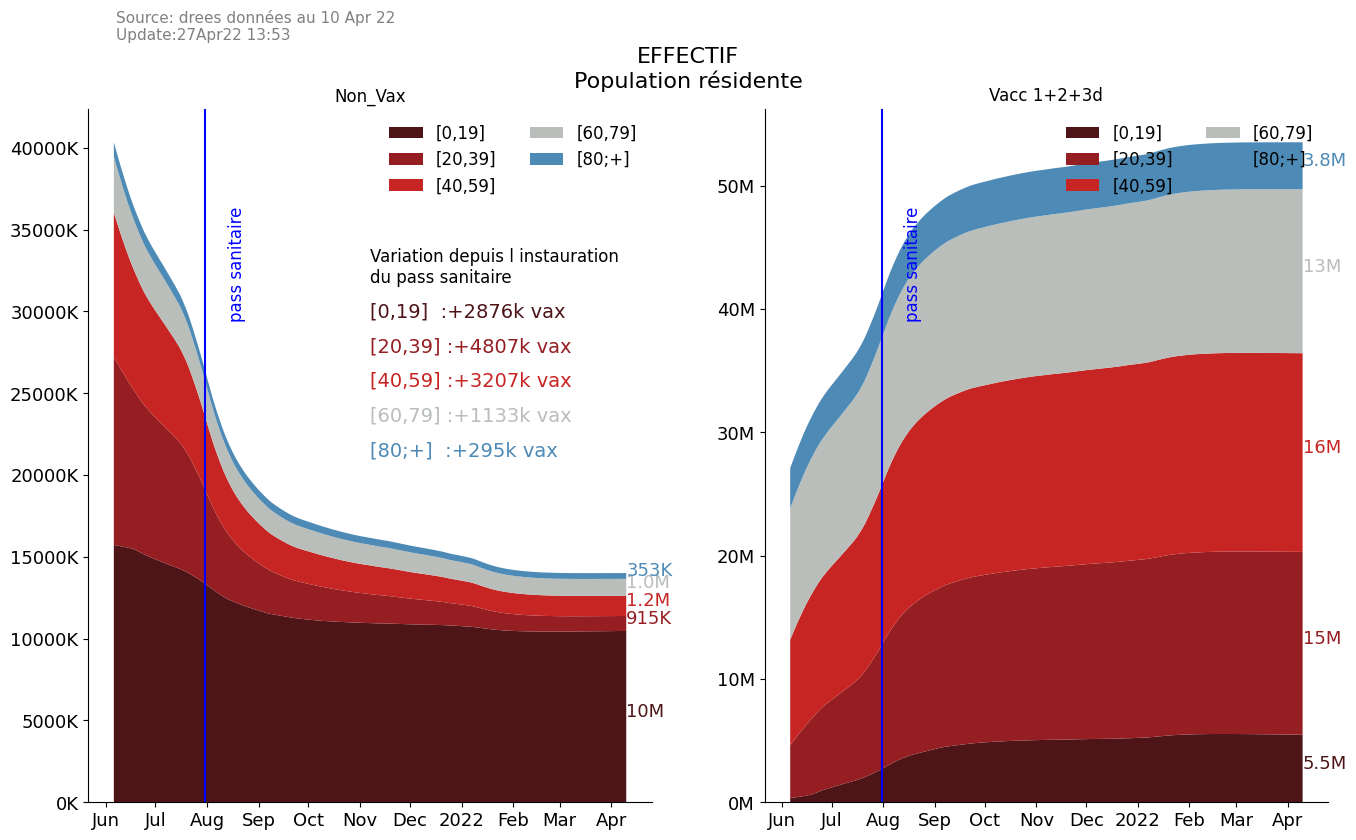 Source: drees données au 10 Apr 22
Update:27Apr22 13:53
EFFECTIF
Population résidente
Non_Vax
[0,19]
[20,39]
[40,59]
[60,79]
[80;+]
40000K
35000K
30000K
25000K
20000K
15000K
10000K
5000K
0K
pass sanitaire
Variation depuis l instauration
du pass sanitaire
[0,19] :+2876k vax
[20,39] :+4807k vax
[40,59] :+3207k vax
[60,79] :+1133k vax
[80;+] :+295k vax
353K
1.0M
1.2M
915K
10M
Jun Jul Aug Sep Oct Nov Dec 2022 Feb Mar Apr
Vacc 1+2+3d
[0,19]
[20,39]
[40,59]
[60,79]
[80;+]
50M
40M
30M
20M
10M
0M
pass sanitaire
3.8M
13M
16M
15M
5.5M
Jun Jul Aug Sep Oct Nov Dec 2022 Feb Mar Apr